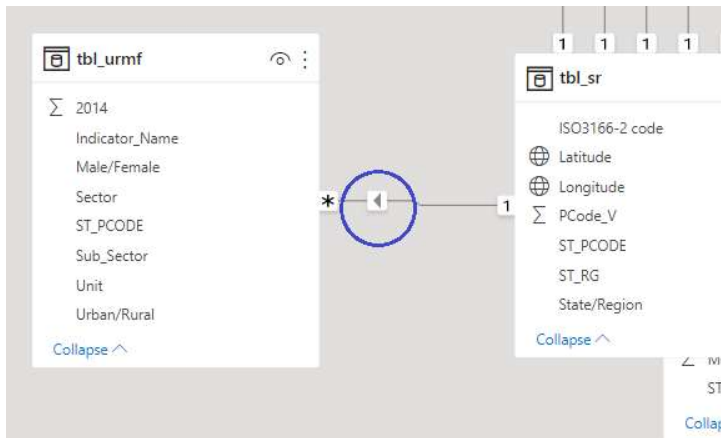 tbl_urmf
2014
Indicator_Name
Male/Female
Sector
ST_PCODE
Sub_Sector
Unit
Urban/Rural
Collapse
*
1
1 1 1 1
tbl_sr
ISO3166-2 code
Latitude
Longitude
PCode_V
ST_PCODE
ST_RG
State/Region
Collapse